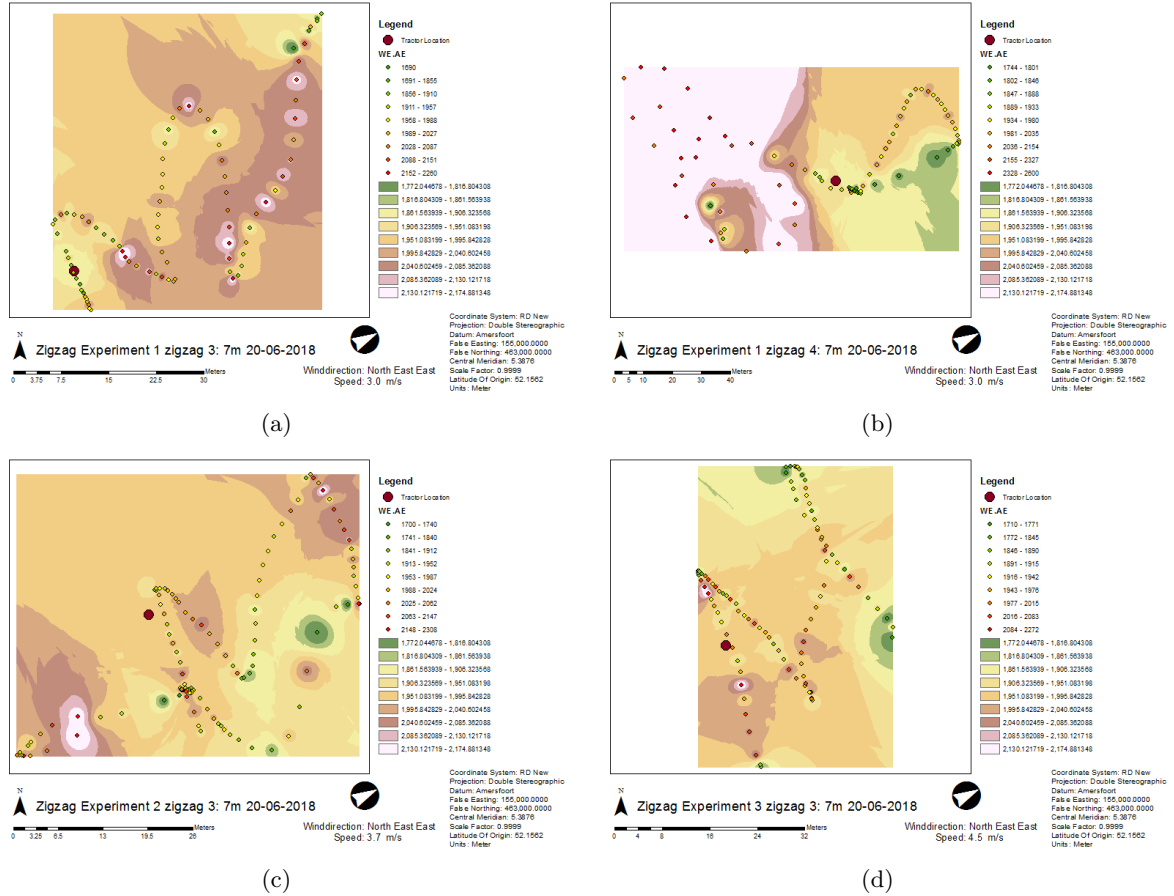 Legend
Tractor Location
WE.AE
1690
1691 - 1855
1856 - 1910
1911 - 1957
1958 - 1988
1989 - 2027
2028 - 2087
2088 - 2151
2152 - 2260
1,772.044678 - 1,816.804308
1,816.804309 - 1,861.563938
1,861.563939 - 1,906.323568
1,906.323569 - 1,951.083198
1,951.083199 - 1,995.842828
1,995.842829 - 2,040.602458
2,040.602459 - 2,085.362088
2,085.362089 - 2,130.121718
2,130.121719 - 2,174.881348
N
Zigzag Experiment 1 zigzag 3: 7m 20-06-2018
0 3.75 7.5 15 22.5 30 Meters
Winddirection: North East East
Speed: 3.0 m/s
Coordinate System: RD New
Projection: Double Stereographic
Datum: Amersfoort
False Easting: 155,000.0000
False Northing: 463,000.0000
Central Meridian: 5.3876
Scale Factor: 0.9999
Latitude Of Origin: 52.1562
Units: Meter
(a)
Legend
Tractor Location
WE.AE
1744 - 1801
1802 - 1846
1847 - 1888
1889 - 1933
1934 - 1980
1981 - 2035
2036 - 2154
2155 - 2327
2328 - 2600
1,772.044678 - 1,816.804308
1,816.804309 - 1,861.563938
1,861.563939 - 1,906.323568
1,906.323569 - 1,951.083198
1,951.083199 - 1,995.842828
1,995.842829 - 2,040.602458
2,040.602459 - 2,085.362088
2,085.362089 - 2,130.121718
2,130.121719 - 2,174.881348
N
Zigzag Experiment 1 zigzag 4: 7m 20-06-2018
0 5 10 20 30 40 Meters
Winddirection: North East East
Speed: 3.0 m/s
Coordinate System: RD New
Projection: Double Stereographic
Datum: Amersfoort
False Easting: 155,000.0000
False Northing: 463,000.0000
Central Meridian: 5.3876
Scale Factor: 0.9999
Latitude Of Origin: 52.1562
Units: Meter
(b)
Legend
Tractor Location
WE.AE
1700 - 1740
1741 - 1840
1841 - 1912
1913 - 1952
1953 - 1987
1988 - 2024
2025 - 2062
2063 - 2147
2148 - 2308
1,772.044678 - 1,816.804308
1,816.804309 - 1,861.563938
1,861.563939 - 1,906.323568
1,906.323569 - 1,951.083198
1,951.083199 - 1,995.842828
1,995.842829 - 2,040.602458
2,040.602459 - 2,085.362088
2,085.362089 - 2,130.121718
2,130.121719 - 2,174.881348
N
Zigzag Experiment 2 zigzag 3: 7m 20-06-2018
0 3.25 6.5 13 19.5 26 Meters
Winddirection: North East East
Speed: 3.7 m/s
Coordinate System: RD New
Projection: Double Stereographic
Datum: Amersfoort
False Easting: 155,000.0000
False Northing: 463,000.0000
Central Meridian: 5.3876
Scale Factor: 0.9999
Latitude Of Origin: 52.1562
Units: Meter
(c)
Legend
Tractor Location
WE.AE
1710 - 1771
1772 - 1845
1846 - 1890
1891 - 1915
1916 - 1942
1943 - 1976
1977 - 2015
2016 - 2083
2084 - 2272
1,772.044678 - 1,816.804308
1,816.804309 - 1,861.563938
1,861.563939 - 1,906.323568
1,906.323569 - 1,951.083198
1,951.083199 - 1,995.842828
1,995.842829 - 2,040.602458
2,040.602459 - 2,085.362088
2,085.362089 - 2,130.121718
2,130.121719 - 2,174.881348
N
Zigzag Experiment 3 zigzag 3: 7m 20-06-2018
0 4 8 16 24 32 Meters
Winddirection: North East East
Speed: 4.5 m/s
Coordinate System: RD New
Projection: Double Stereographic
Datum: Amersfoort
False Easting: 155,000.0000
False Northing: 463,000.0000
Central Meridian: 5.3876
Scale Factor: 0.9999
Latitude Of Origin: 52.1562
Units: Meter
(d)